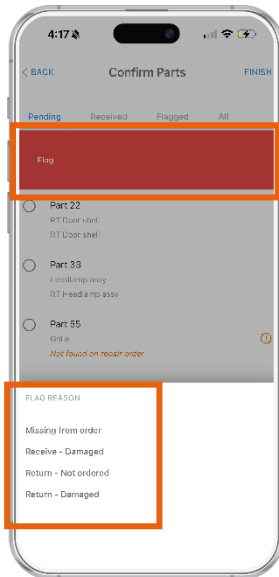 4:17
< BACK
Confirm Parts
FINISH
Pending
Received
Flagged
All
Flag
Part 22
RT Door shell
RT Door shell
Part 33
Headlamp assy
RT Headlamp assy
Part 55
Grille
Not found on repair order
FLAG REASON
Missing from order
Receive - Damaged
Return - Not ordered
Return - Damaged